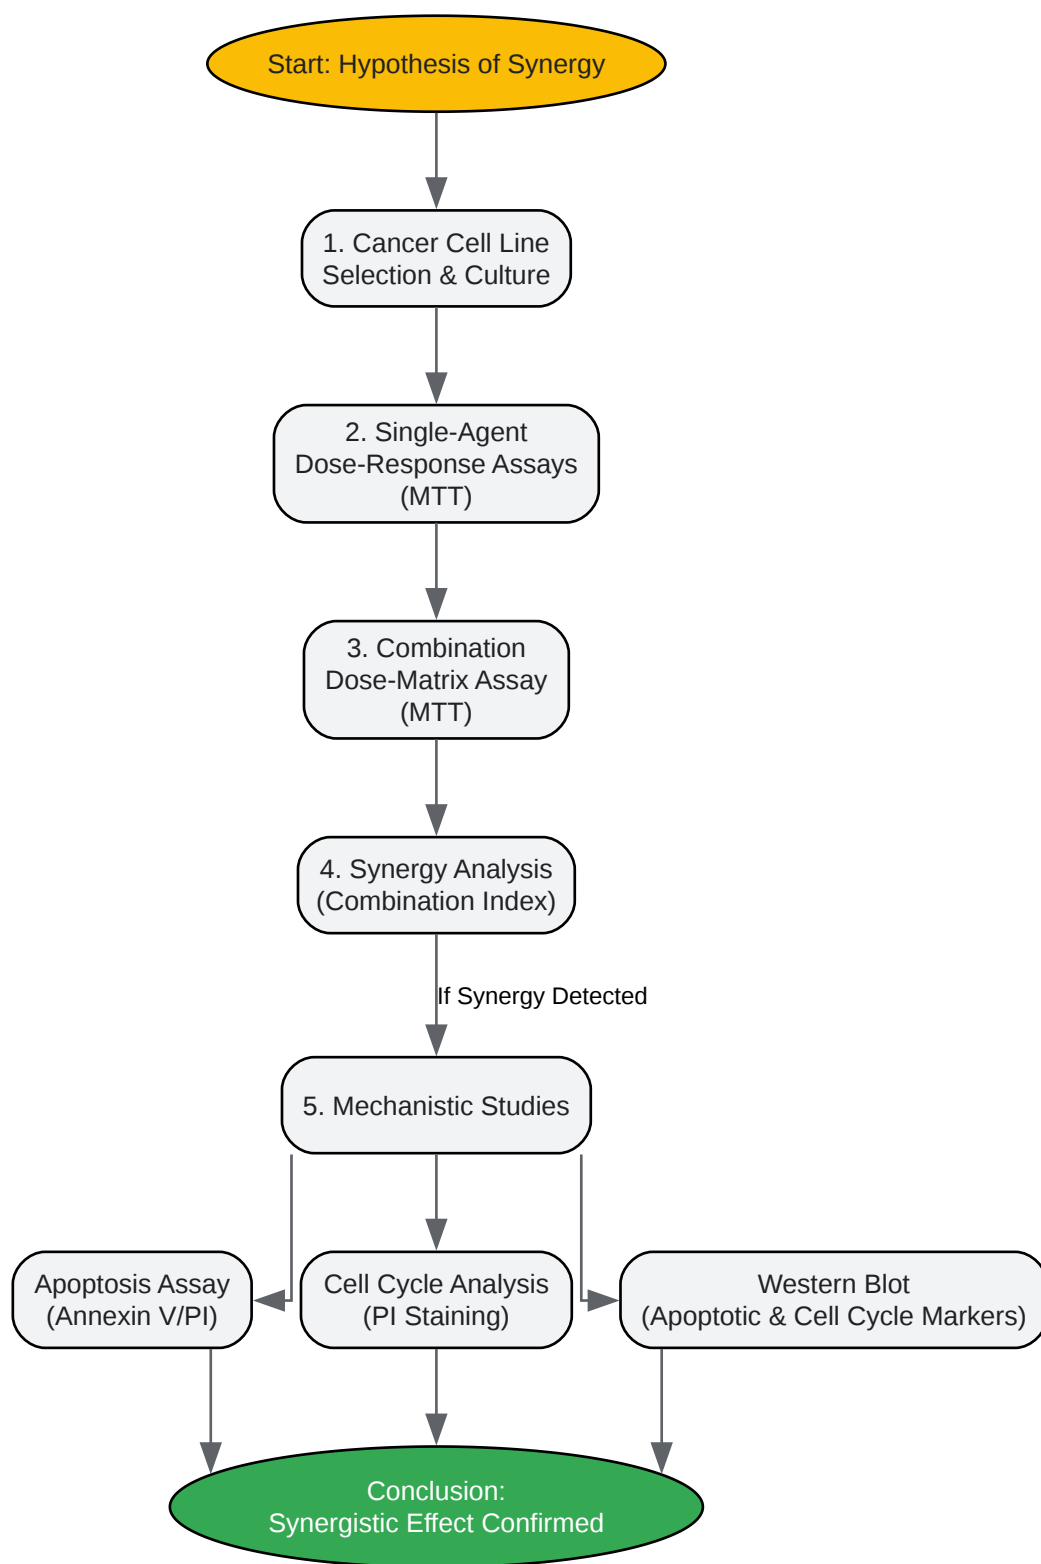 Start: Hypothesis of Synergy
1. Cancer Cell Line
Selection & Culture
2. Single-Agent
Dose-Response Assays
(MTT)
3. Combination
Dose-Matrix Assay
(MTT)
4. Synergy Analysis
(Combination Index)
If Synergy Detected
5. Mechanistic Studies
Apoptosis Assay
(Annexin V/PI)
Cell Cycle Analysis
(PI Staining)
Western Blot
(Apoptotic & Cell Cycle Markers)
Conclusion:
Synergistic Effect Confirmed